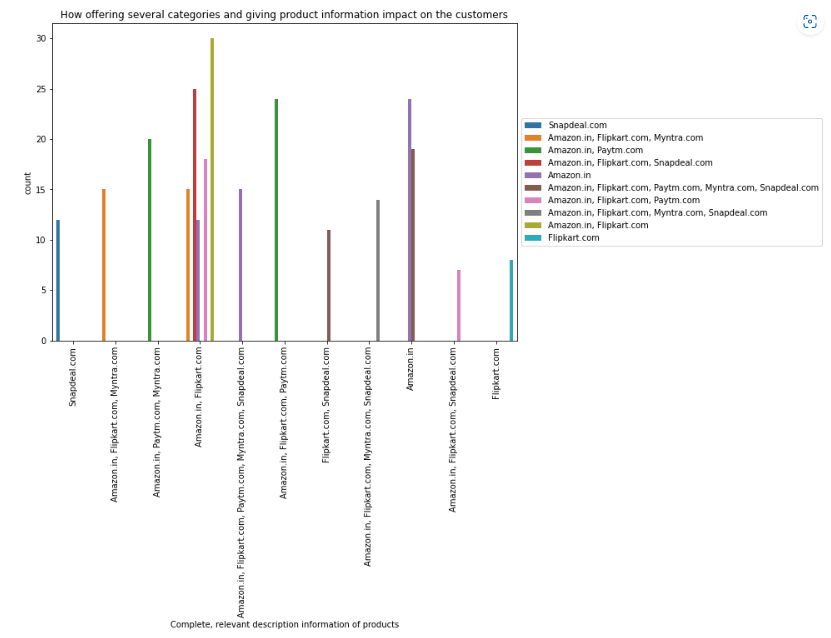 How offering several categories and giving product information impact on the customers
30
25
20
15
10
5
0
count
Snapdeal.com
Amazon.in, Flipkart.com, Myntra.com
Amazon.in, Paytm.com, Myntra.com
Amazon.in, Flipkart.com
Amazon.in, Flipkart.com, Paytm.com, Myntra.com, Snapdeal.com
Amazon.in, Flipkart.com, Paytm.com
Flipkart.com, Snapdeal.com
Amazon.in, Flipkart.com, Myntra.com, Snapdeal.com
Amazon.in
Amazon.in, Flipkart.com, Snapdeal.com
Flipkart.com
Complete, relevant description information of products
Snapdeal.com
Amazon.in, Flipkart.com, Myntra.com
Amazon.in, Paytm.com
Amazon.in, Flipkart.com, Snapdeal.com
Amazon.in
Amazon.in, Flipkart.com, Paytm.com, Myntra.com, Snapdeal.com
Amazon.in, Flipkart.com, Paytm.com
Amazon.in, Flipkart.com, Myntra.com, Snapdeal.com
Amazon.in, Flipkart.com
Flipkart.com